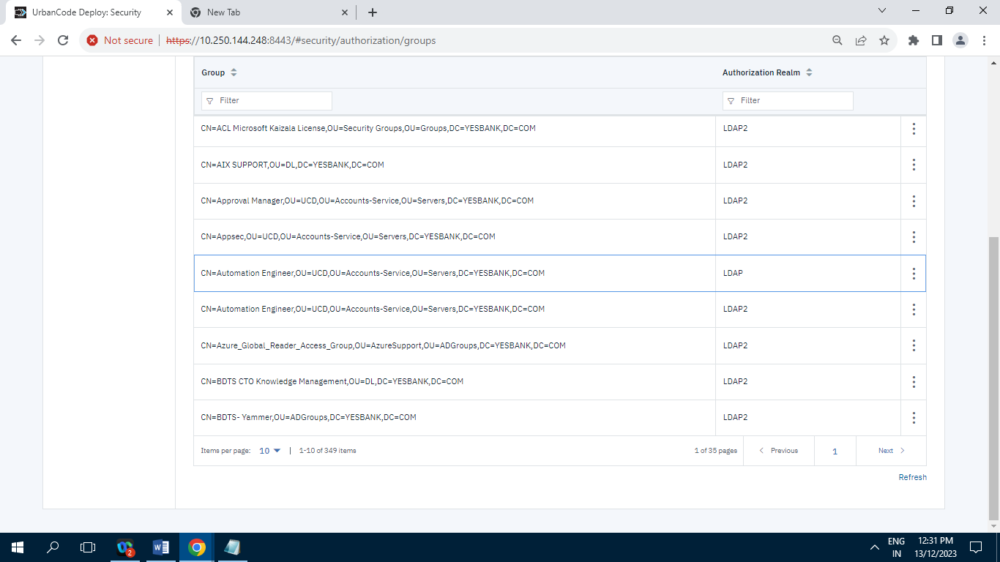 UrbanCode Deploy: Security
New Tab
Not secure https://10.250.144.248:8443/#security/authorization/groups
Group Authorization Realm
Filter Filter
CN=ACL Microsoft Kaizala License,OU=Security Groups,OU=Groups,DC=YESBANK,DC=COM LDAP2
CN=AIX SUPPORT,OU=DL,DC=YESBANK,DC=COM LDAP2
CN=Approval Manager,OU=UCD,OU=Accounts-Service,OU=Servers,DC=YESBANK,DC=COM LDAP2
CN=Appsec,OU=UCD,OU=Accounts-Service,OU=Servers,DC=YESBANK,DC=COM LDAP2
CN=Automation Engineer,OU=UCD,OU=Accounts-Service,OU=Servers,DC=YESBANK,DC=COM LDAP
CN=Automation Engineer,OU=UCD,OU=Accounts-Service,OU=Servers,DC=YESBANK,DC=COM LDAP2
CN=Azure_Global_Reader_Access_Group,OU=AzureSupport,OU=ADGroups,DC=YESBANK,DC=COM LDAP2
CN=BDTS CTO Knowledge Management,OU=DL,DC=YESBANK,DC=COM LDAP2
CN=BDTS- Yammer,OU=ADGroups,DC=YESBANK,DC=COM LDAP2
Items per page: 10 | 1-10 of 349 items 1 of 35 pages Previous 1 Next
Refresh
2
ENG 12:31 PM
IN 13/12/2023